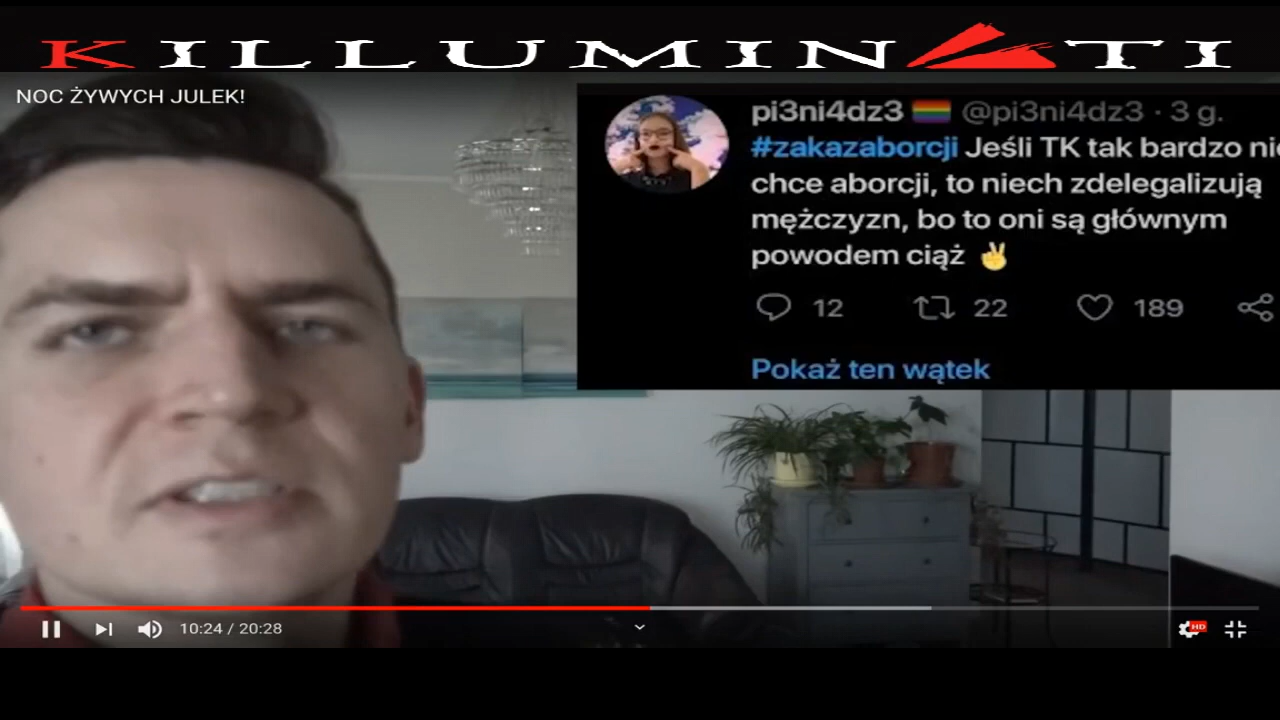 KILLUMINATI
NOC ŻYWYCH JULEK!
pi3ni4dz3 🏳️‍🌈 @pi3ni4dz3 · 3 g.
#zakazaborcji Jeśli TK tak bardzo nie
chce aborcji, to niech zdelegalizują
mężczyzn, bo to oni są głównym
powodem ciąż ✌️
12 22 189
Pokaż ten wątek
10:24 / 20:28
HD